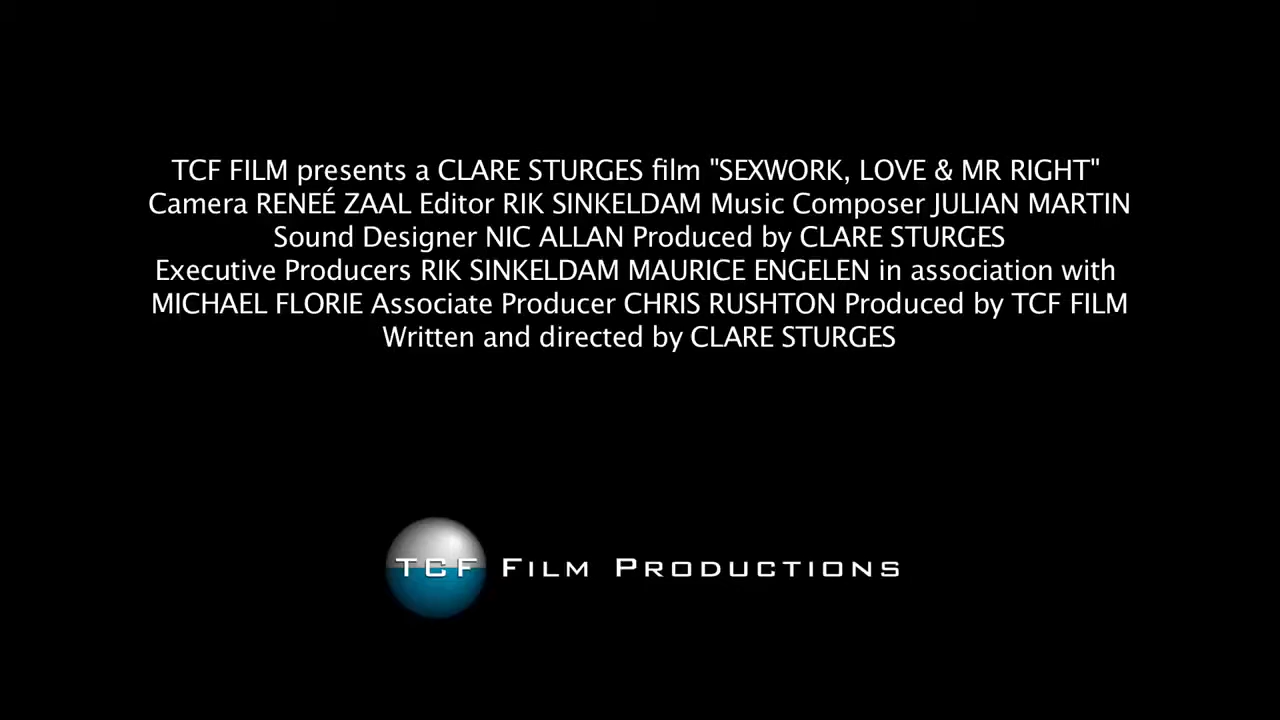 TCF FILM presents a CLARE STURGES film "SEXWORK, LOVE & MR RIGHT"
Camera RENEÉ ZAAL Editor RIK SINKELDAM Music Composer JULIAN MARTIN
Sound Designer NIC ALLAN Produced by CLARE STURGES
Executive Producers RIK SINKELDAM MAURICE ENGELEN in association with
MICHAEL FLORIE Associate Producer CHRIS RUSHTON Produced by TCF FILM
Written and directed by CLARE STURGES
TCF FILM PRODUCTIONS